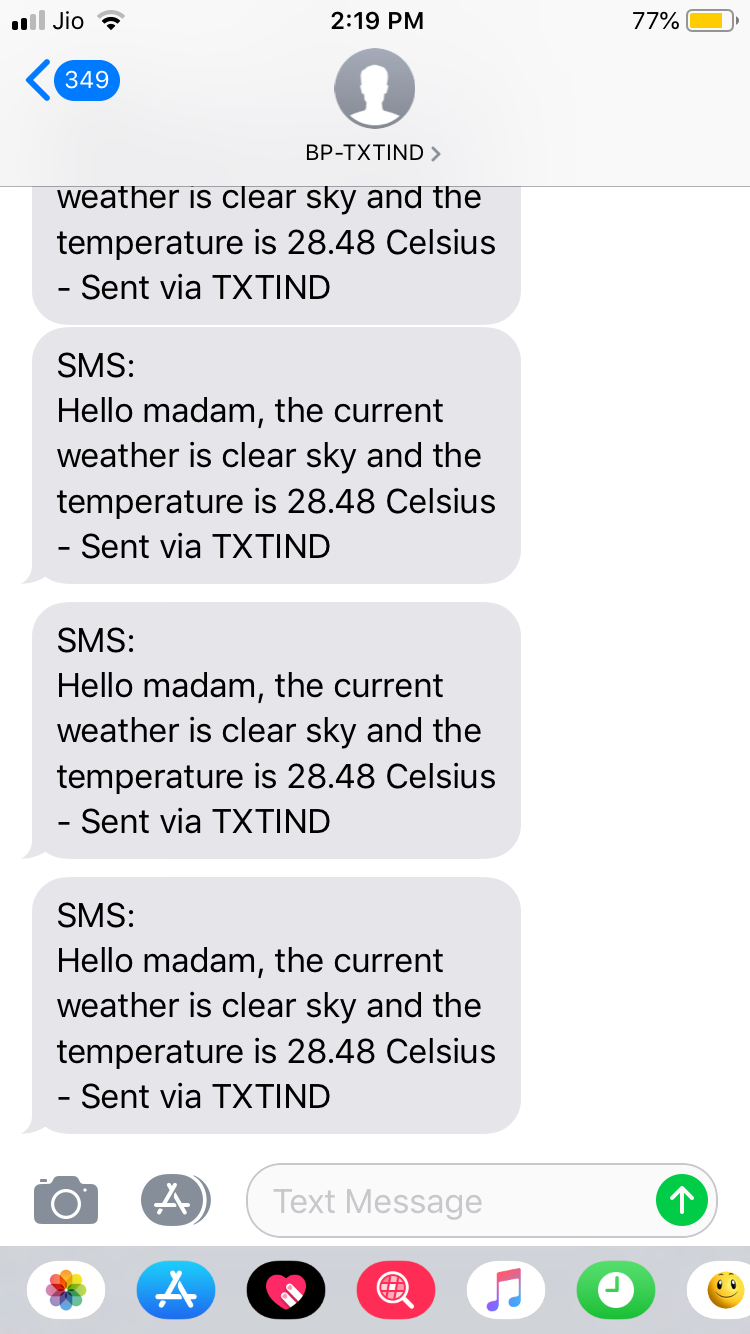 Jio 2:19 PM 77%
349
BP-TXTIND
weather is clear sky and the
temperature is 28.48 Celsius
- Sent via TXTIND
SMS:
Hello madam, the current
weather is clear sky and the
temperature is 28.48 Celsius
- Sent via TXTIND
SMS:
Hello madam, the current
weather is clear sky and the
temperature is 28.48 Celsius
- Sent via TXTIND
SMS:
Hello madam, the current
weather is clear sky and the
temperature is 28.48 Celsius
- Sent via TXTIND
Text Message